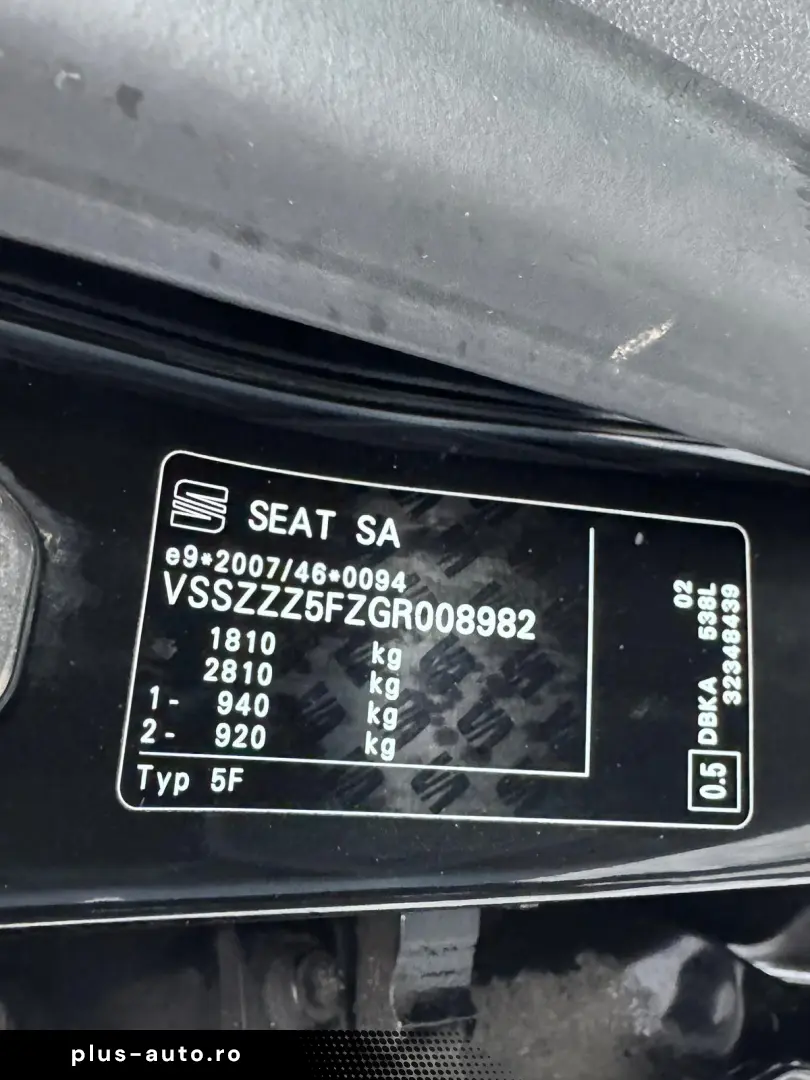 SEAT SA
e9*2007/46*0094
VSSZZZ5FZGR008982
1810 kg
2810 kg
1- 940 kg
2- 920 kg
Typ 5F
02
DBKA 538L
32348439
0.5
plus-auto.ro